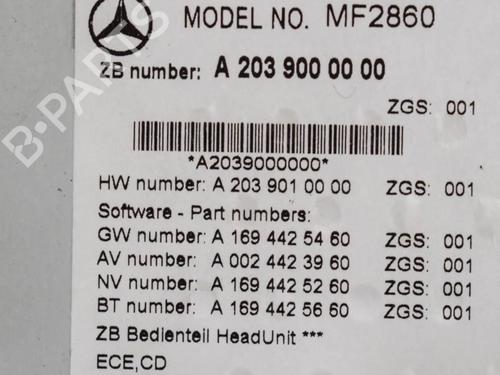 MODEL NO. MF2860
ZB number: A 203 900 00 00
ZGS: 001
*A2039000000*
HW number: A 203 901 00 00 ZGS: 001
Software - Part numbers:
GW number: A 169 442 54 60 ZGS: 001
AV number: A 002 442 39 60 ZGS: 001
NV number: A 169 442 52 60 ZGS: 001
BT number: A 169 442 56 60 ZGS: 001
ZB Bedienteil HeadUnit ***
ECE,CD
B-PARTS